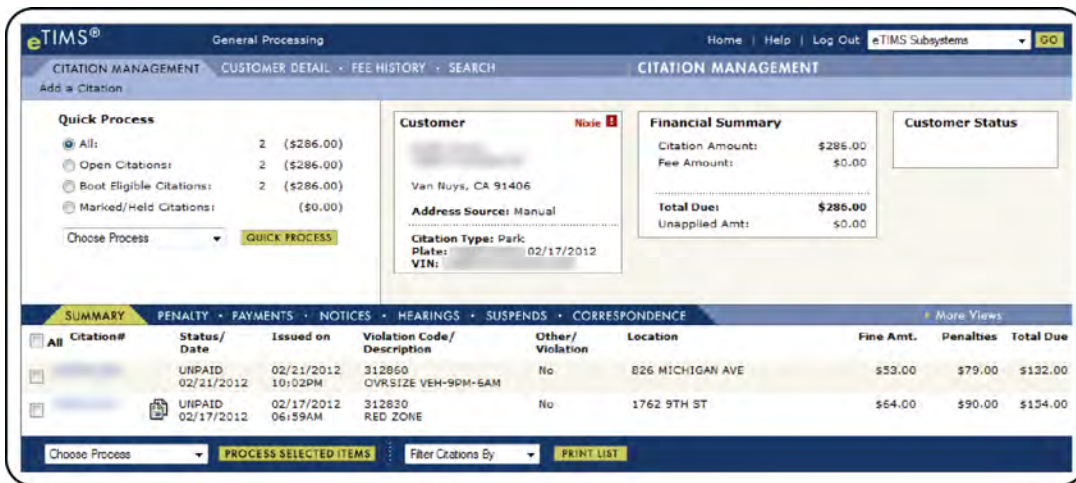 eTIMS® General Processing Home | Help | Log Out eTIMS Subsystems GO
CITATION MANAGEMENT CUSTOMER DETAIL • FEE HISTORY • SEARCH CITATION MANAGEMENT
Add a Citation
Quick Process
All: 2 ($286.00)
Open Citations: 2 ($286.00)
Boot Eligible Citations: 2 ($286.00)
Marked/Held Citations: ($0.00)
Choose Process QUICK PROCESS
Customer Nixie !
Van Nuys, CA 91406
Address Source: Manual
Citation Type: Park
Plate: 02/17/2012
VIN:
Financial Summary
Citation Amount: $286.00
Fee Amount: $0.00
Total Due: $286.00
Unapplied Amt: $0.00
Customer Status
SUMMARY PENALTY • PAYMENTS • NOTICES • HEARINGS • SUSPENDS • CORRESPONDENCE More Views
All Citation# Status/ Issued on Violation Code/ Other/ Location Fine Amt. Penalties Total Due
Date Description Violation
UNPAID 02/21/2012 312860 No 826 MICHIGAN AVE $53.00 $79.00 $132.00
02/21/2012 10:02PM OVRSIZE VEH-9PM-6AM
UNPAID 02/17/2012 312830 No 1762 9TH ST $64.00 $90.00 $154.00
02/17/2012 06:59AM RED ZONE
Choose Process PROCESS SELECTED ITEMS Filter Citations By PRINT LIST